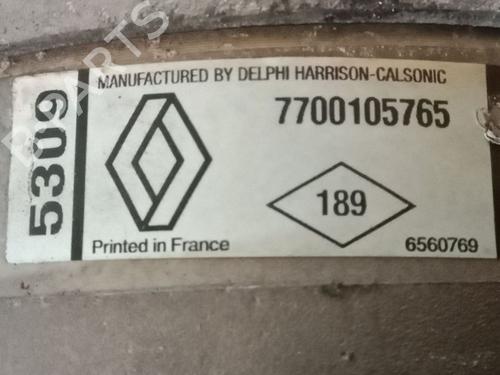 MANUFACTURED BY DELPHI HARRISON-CALSONIC
5309
7700105765
189
Printed in France
6560769